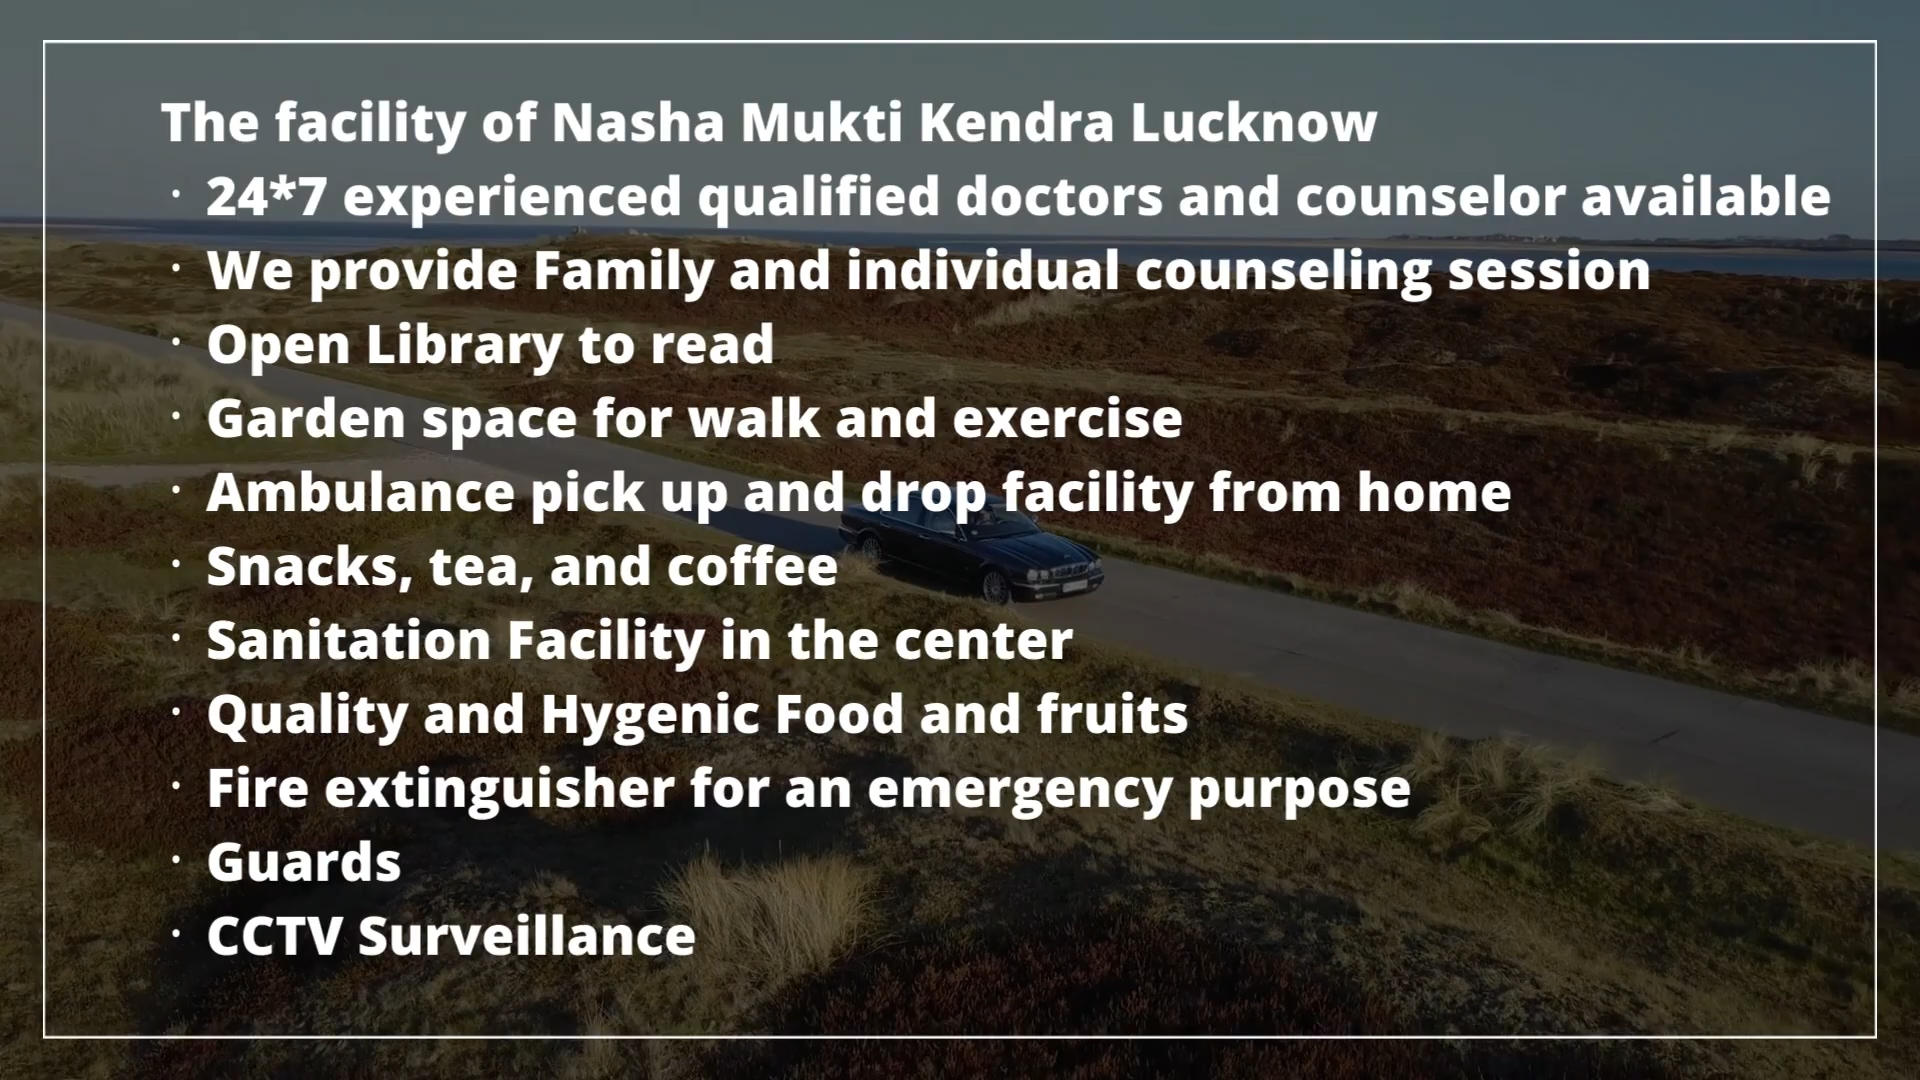 The facility of Nasha Mukti Kendra Lucknow
· 24*7 experienced qualified doctors and counselor available
· We provide Family and individual counseling session
· Open Library to read
· Garden space for walk and exercise
· Ambulance pick up and drop facility from home
· Snacks, tea, and coffee
· Sanitation Facility in the center
· Quality and Hygenic Food and fruits
· Fire extinguisher for an emergency purpose
· Guards
· CCTV Surveillance